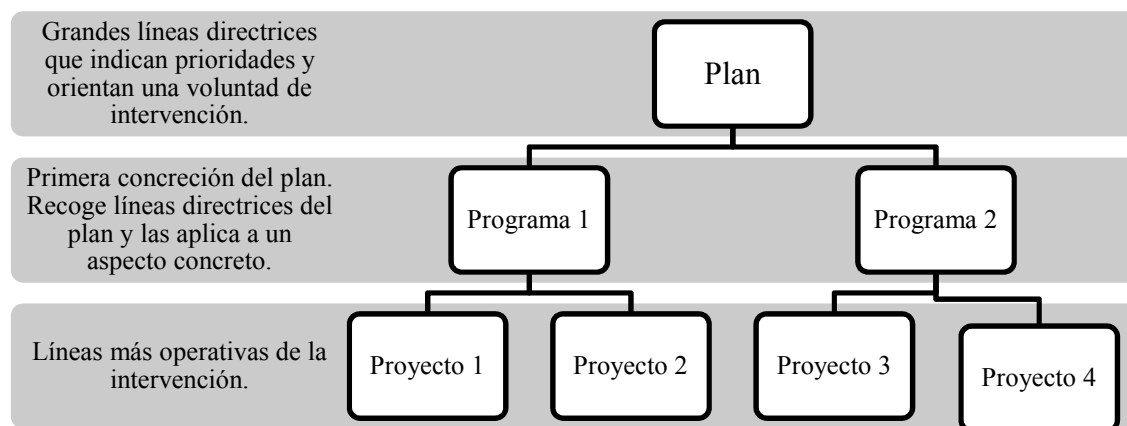 Grandes líneas directrices
que indican prioridades y
orientan una voluntad de
intervención.
Plan
Primera concreción del plan.
Recoge líneas directrices del
plan y las aplica a un
aspecto concreto.
Programa 1
Programa 2
Líneas más operativas de la
intervención.
Proyecto 1
Proyecto 2
Proyecto 3
Proyecto 4